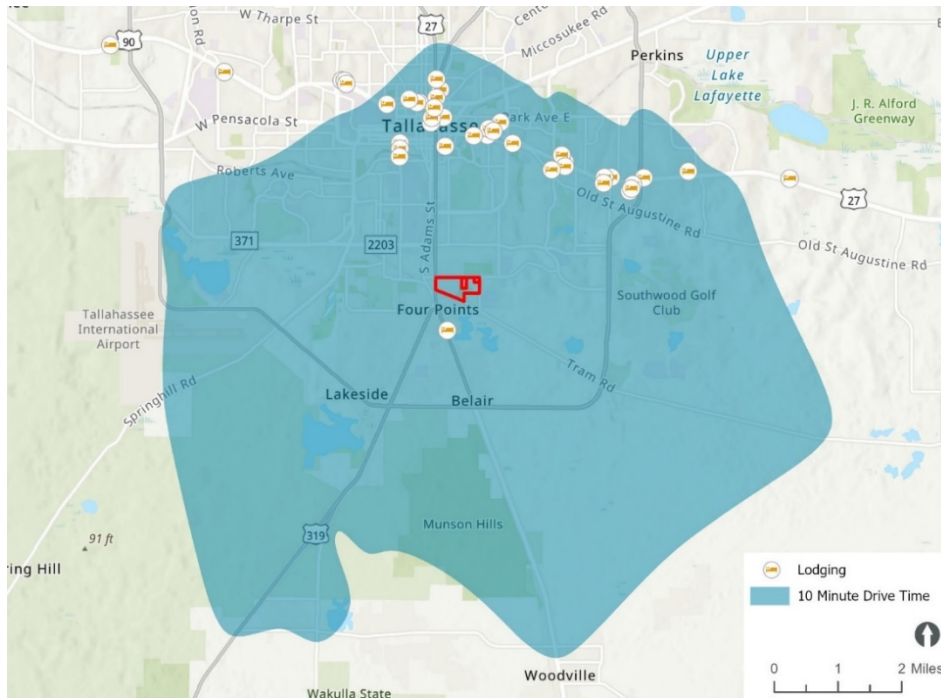 W Tharpe St
27
Miccosukee Rd
90
Perkins
Upper
Lake
Lafayette
J. R. Alford
Greenway
W Pensacola St
Park Ave E
Roberts Ave
27
Old St Augustine Rd
371
2203
S Adams St
Old St Augustine Rd
Southwood Golf
Club
Tallahassee
International
Airport
Four Points
Tram Rd
Springhill Rd
Lakeside
Belair
Munson Hills
91 ft
319
ring Hill
Lodging
10 Minute Drive Time
0 1 2 Miles
Woodville
Wakulla State